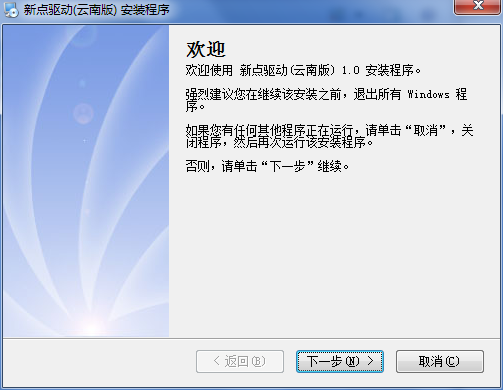 新点驱动(云南版) 安装程序
欢迎
欢迎使用 新点驱动(云南版) 1.0 安装程序。
强烈建议您在继续该安装之前，退出所有 Windows 程
序。
如果您有任何其他程序正在运行，请单击“取消”，关
闭程序，然后再次运行该安装程序。
否则，请单击“下一步”继续。
< 返回(B)
下一步(N) >
取消(C)